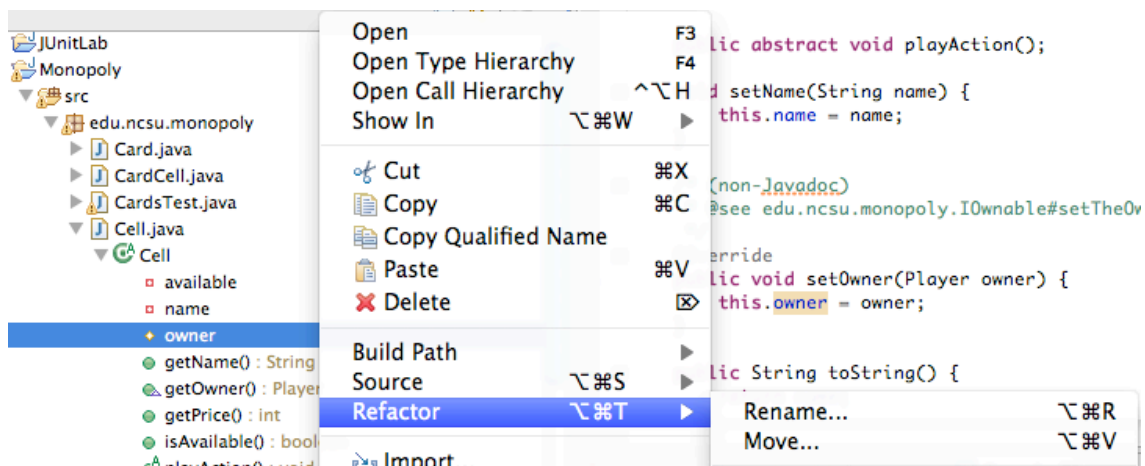 JUnitLab
Monopoly
src
edu.ncsu.monopoly
Card.java
CardCell.java
CardsTest.java
Cell.java
Cell
available
name
owner
getName() : String
getOwner() : Player
getPrice() : int
isAvailable() : bool
playAction() : void
Open F3
Open Type Hierarchy F4
Open Call Hierarchy ^⌥H
Show In ⌥⌘W
Cut ⌘X
Copy ⌘C
Copy Qualified Name
Paste ⌘V
Delete ⌦
Build Path
Source ⌥⌘S
Refactor ⌥⌘T
Import...
Rename... ⌥⌘R
Move... ⌥⌘V
lic abstract void playAction();
d setName(String name) {
this.name = name;
(non-Javadoc)
@see edu.ncsu.monopoly.IOwnable#setTheOw
erride
lic void setOwner(Player owner) {
this.owner = owner;
lic String toString() {